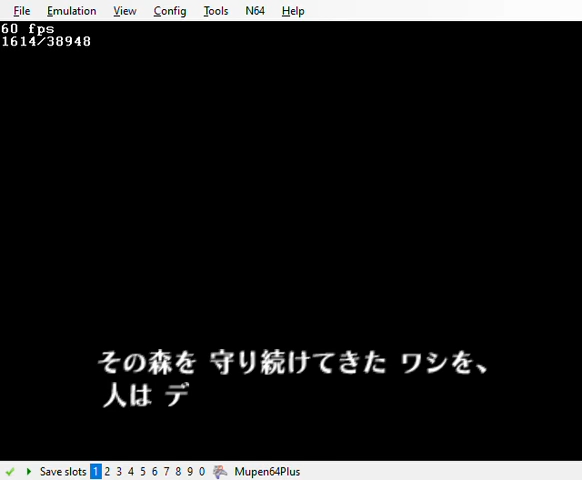 File Emulation View Config Tools N64 Help
60 fps
1614/38948
その森を 守り続けてきた ワシを、
人は デ
Save slots 1 2 3 4 5 6 7 8 9 0 Mupen64Plus